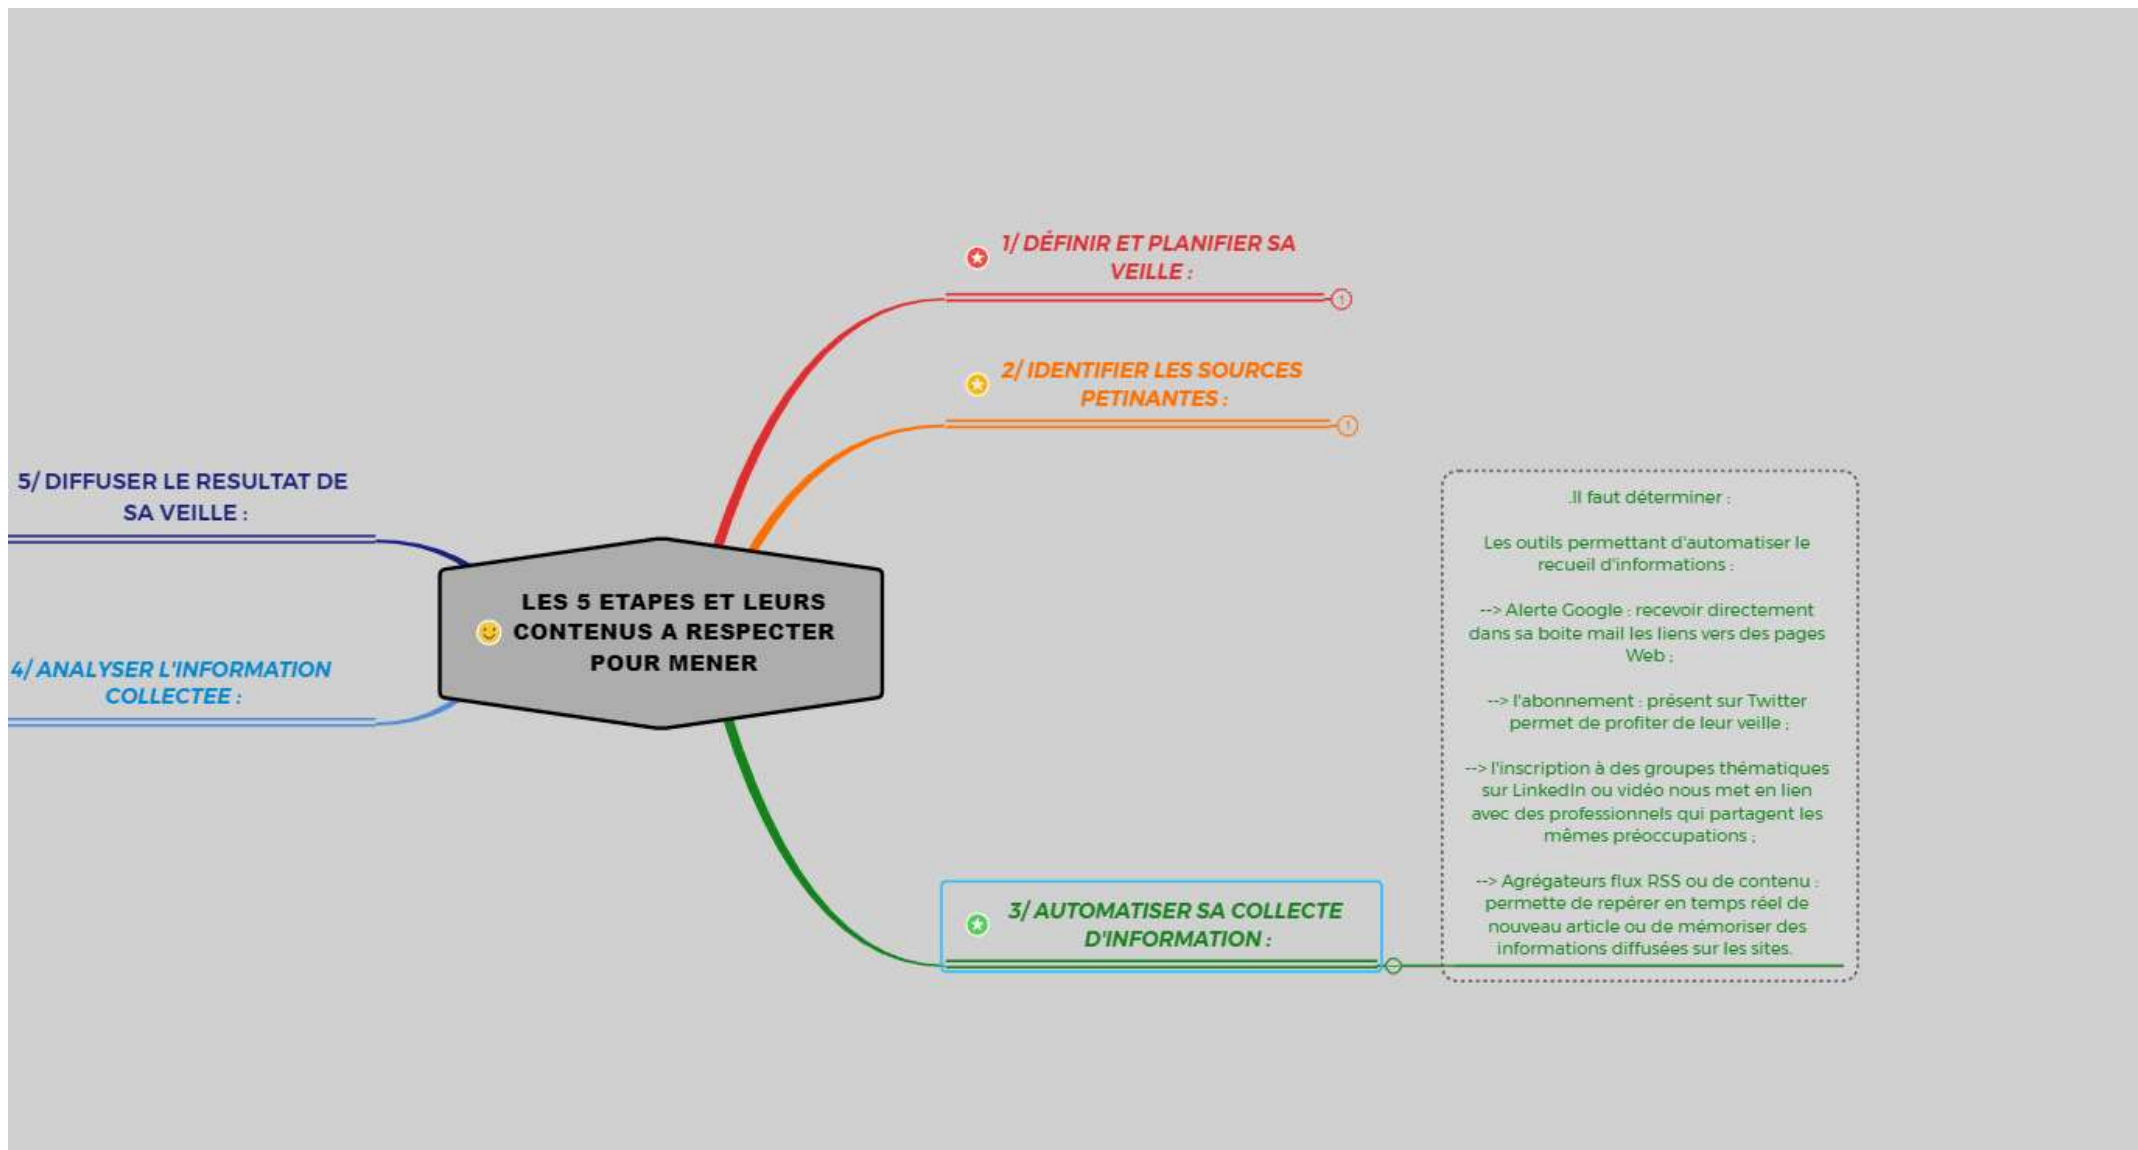 1/ DÉFINIR ET PLANIFIER SA
VEILLE :
1
2/ IDENTIFIER LES SOURCES
PETINANTES :
1
5/ DIFFUSER LE RESULTAT DE
SA VEILLE :
LES 5 ETAPES ET LEURS
CONTENUS A RESPECTER
POUR MENER
4/ ANALYSER L'INFORMATION
COLLECTEE :
3/ AUTOMATISER SA COLLECTE
D'INFORMATION :
.Il faut déterminer :
Les outils permettant d'automatiser le
recueil d'informations :
--> Alerte Google : recevoir directement
dans sa boite mail les liens vers des pages
Web ;
--> l'abonnement : présent sur Twitter
permet de profiter de leur veille ;
--> l'inscription à des groupes thématiques
sur LinkedIn ou vidéo nous met en lien
avec des professionnels qui partagent les
mêmes préoccupations ;
--> Agrégateurs flux RSS ou de contenu :
permette de repérer en temps réel de
nouveau article ou de mémoriser des
informations diffusées sur les sites.